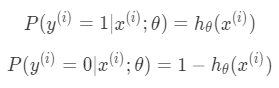 P(y^{(i)} = 1|x^{(i)}; θ) = h_θ(x^{(i)})
P(y^{(i)} = 0|x^{(i)}; θ) = 1 − h_θ(x^{(i)})